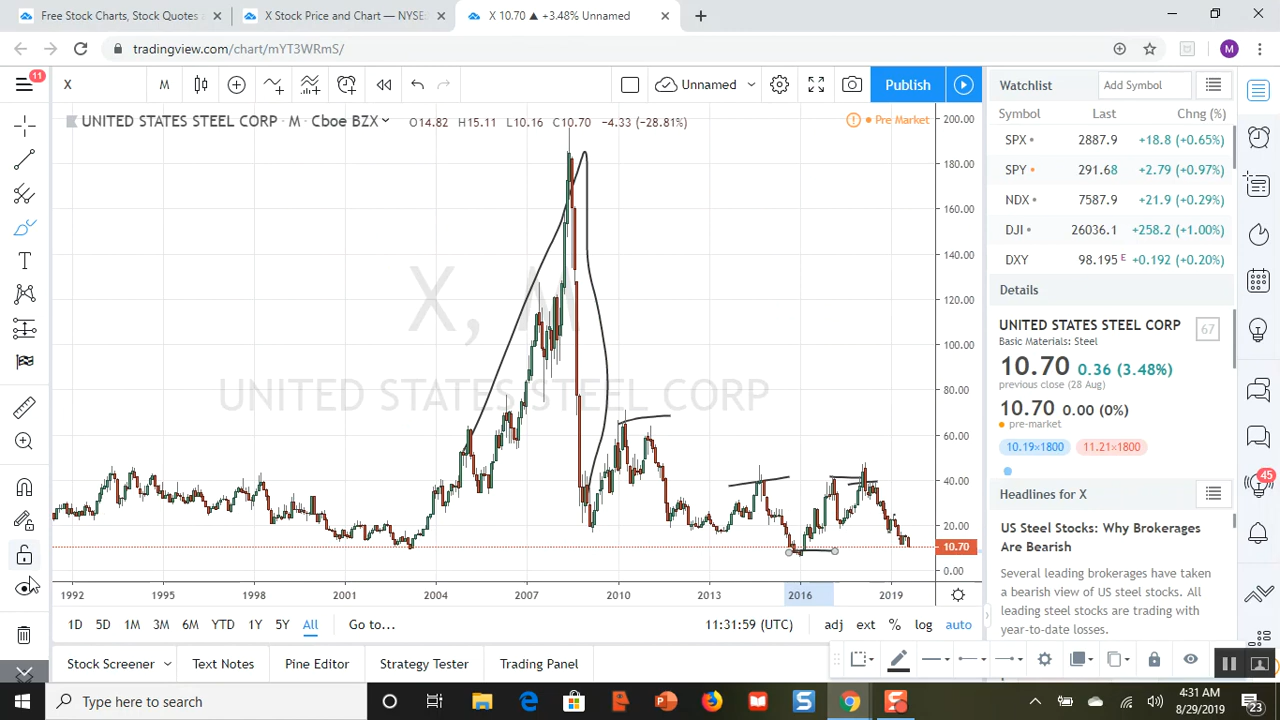 Free Stock Charts, Stock Quotes
X Stock Price and Chart — NYSE:
X 10.70 ▲ +3.48% Unnamed
tradingview.com/chart/mYT3WRmS/
M
11
X
M
Unnamed
Publish
UNITED STATES STEEL CORP · M · Cboe BZX
O14.82 H15.11 L10.16 C10.70 -4.33 (-28.81%)
Pre Market
200.00
180.00
160.00
140.00
120.00
100.00
80.00
60.00
40.00
20.00
10.70
0.00
X, M
UNITED STATES STEEL CORP
1992 1995 1998 2001 2004 2007 2010 2013 2016 2019
1D 5D 1M 3M 6M YTD 1Y 5Y All Go to...
11:31:59 (UTC) adj ext % log auto
Stock Screener Text Notes Pine Editor Strategy Tester Trading Panel
Watchlist
Add Symbol
Symbol Last Chng (%)
SPX 2887.9 +18.8 (+0.65%)
SPY 291.68 +2.79 (+0.97%)
NDX 7587.9 +21.9 (+0.29%)
DJI 26036.1 +258.2 (+1.00%)
DXY 98.195 E +0.192 (+0.20%)
Details
UNITED STATES STEEL CORP
67
Basic Materials: Steel
10.70 0.36 (3.48%)
previous close (28 Aug)
10.70 0.00 (0%)
pre-market
10.19×1800 11.21×1800
Headlines for X
US Steel Stocks: Why Brokerages
Are Bearish
Several leading brokerages have taken
a bearish view of US steel stocks. All
leading steel stocks are trading with
year-to-date losses.
45
Type here to search
4:31 AM
8/29/2019
23